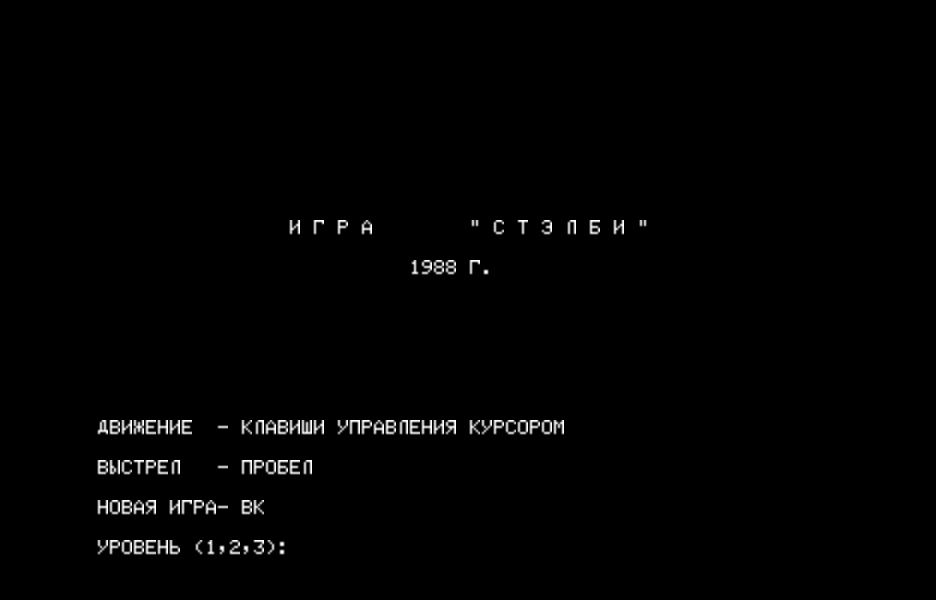 И Г Р А    " С Т Э Л Б И "
1988 Г.
ДВИЖЕНИЕ  - КЛАВИШИ УПРАВЛЕНИЯ КУРСОРОМ
ВЫСТРЕЛ   - ПРОБЕЛ
НОВАЯ ИГРА- ВК
УРОВЕНЬ (1,2,3):